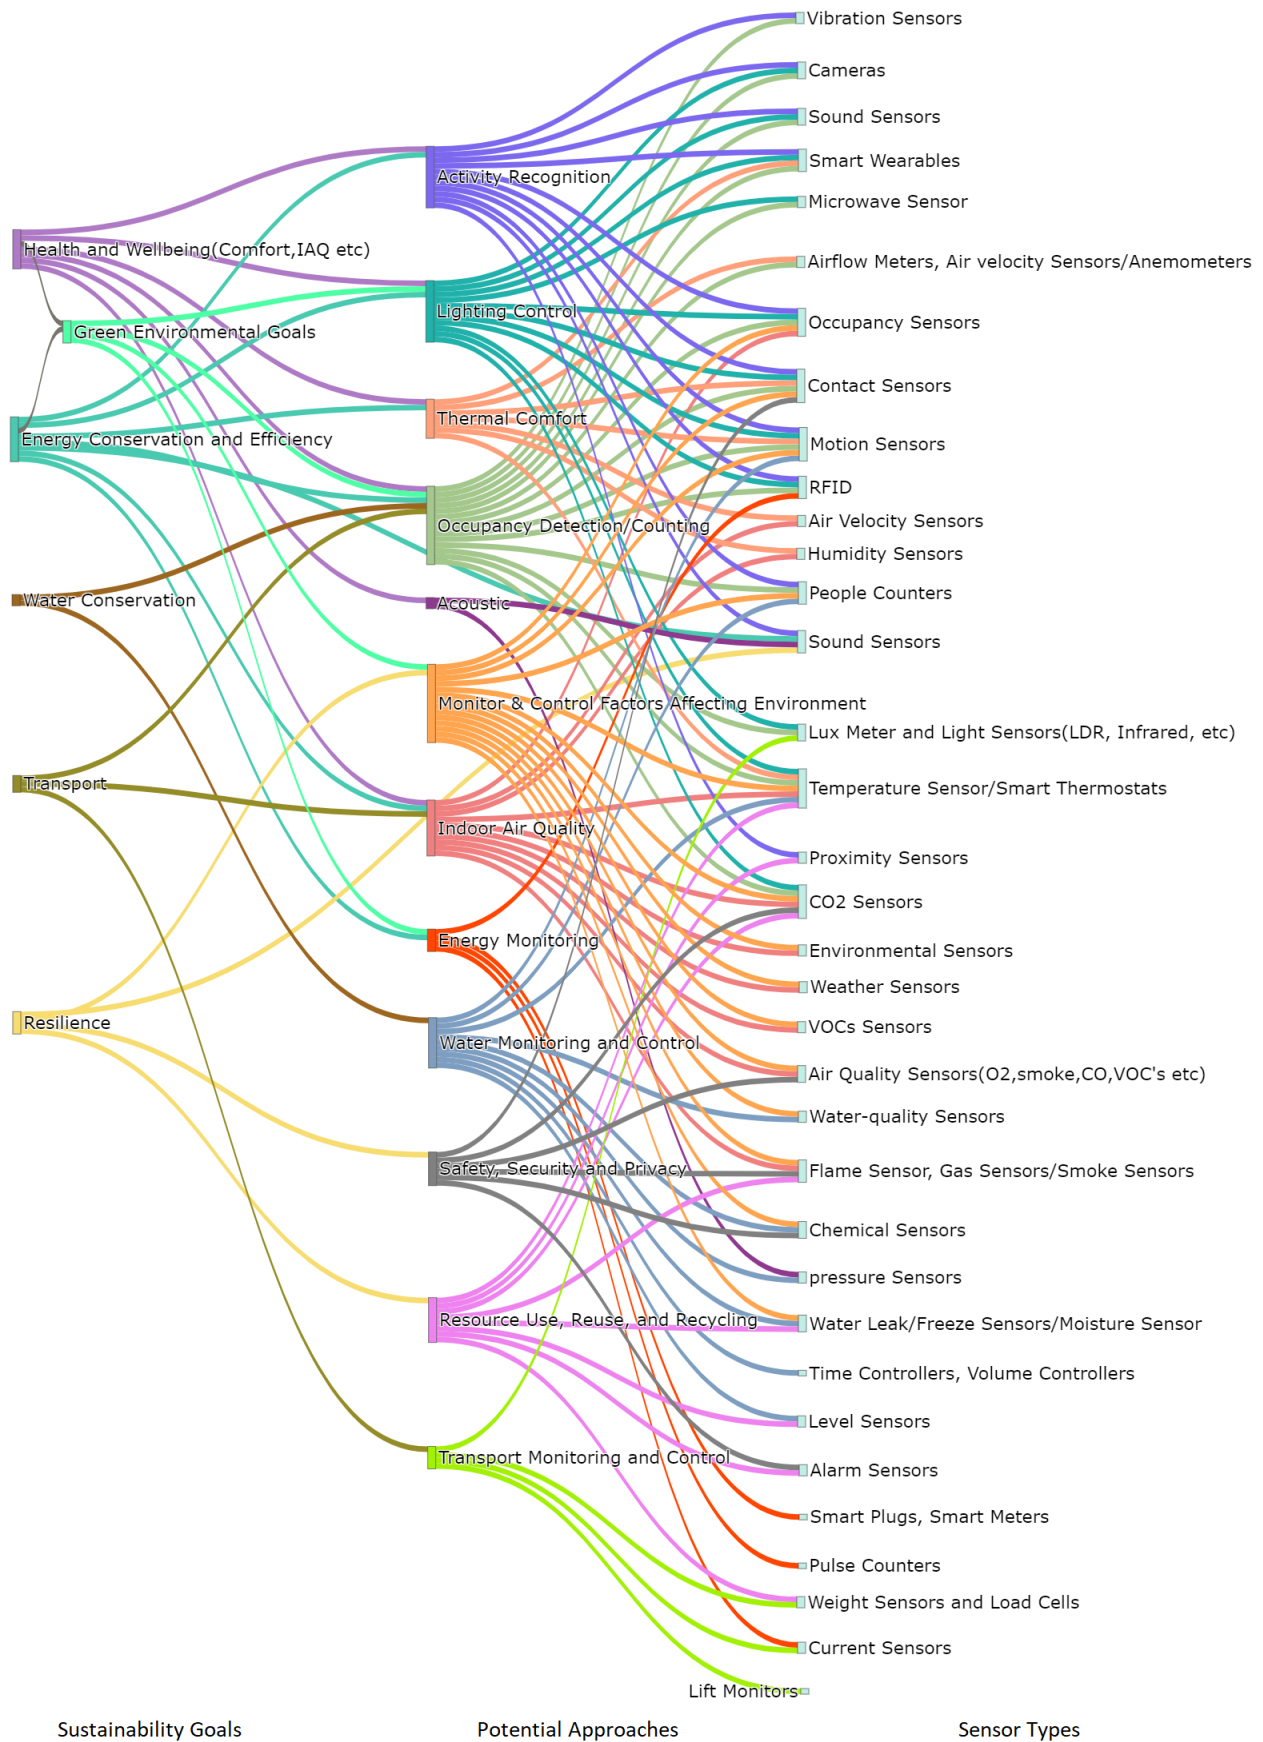 Health and Wellbeing(Comfort,IAQ etc)
Green Environmental Goals
Energy Conservation and Efficiency
Water Conservation
Transport
Resilience
Activity Recognition
Lighting Control
Thermal Comfort
Occupancy Detection/Counting
Acoustic
Monitor & Control Factors Affecting Environment
Indoor Air Quality
Energy Monitoring
Water Monitoring and Control
Safety, Security and Privacy
Resource Use, Reuse, and Recycling
Transport Monitoring and Control
Vibration Sensors
Cameras
Sound Sensors
Smart Wearables
Microwave Sensor
Airflow Meters, Air velocity Sensors/Anemometers
Occupancy Sensors
Contact Sensors
Motion Sensors
RFID
Air Velocity Sensors
Humidity Sensors
People Counters
Sound Sensors
Lux Meter and Light Sensors(LDR, Infrared, etc)
Temperature Sensor/Smart Thermostats
Proximity Sensors
CO2 Sensors
Environmental Sensors
Weather Sensors
VOCs Sensors
Air Quality Sensors(O2,smoke,CO,VOC's etc)
Water-quality Sensors
Flame Sensor, Gas Sensors/Smoke Sensors
Chemical Sensors
pressure Sensors
Water Leak/Freeze Sensors/Moisture Sensor
Time Controllers, Volume Controllers
Level Sensors
Alarm Sensors
Smart Plugs, Smart Meters
Pulse Counters
Weight Sensors and Load Cells
Current Sensors
Lift Monitors
Sustainability Goals
Potential Approaches
Sensor Types